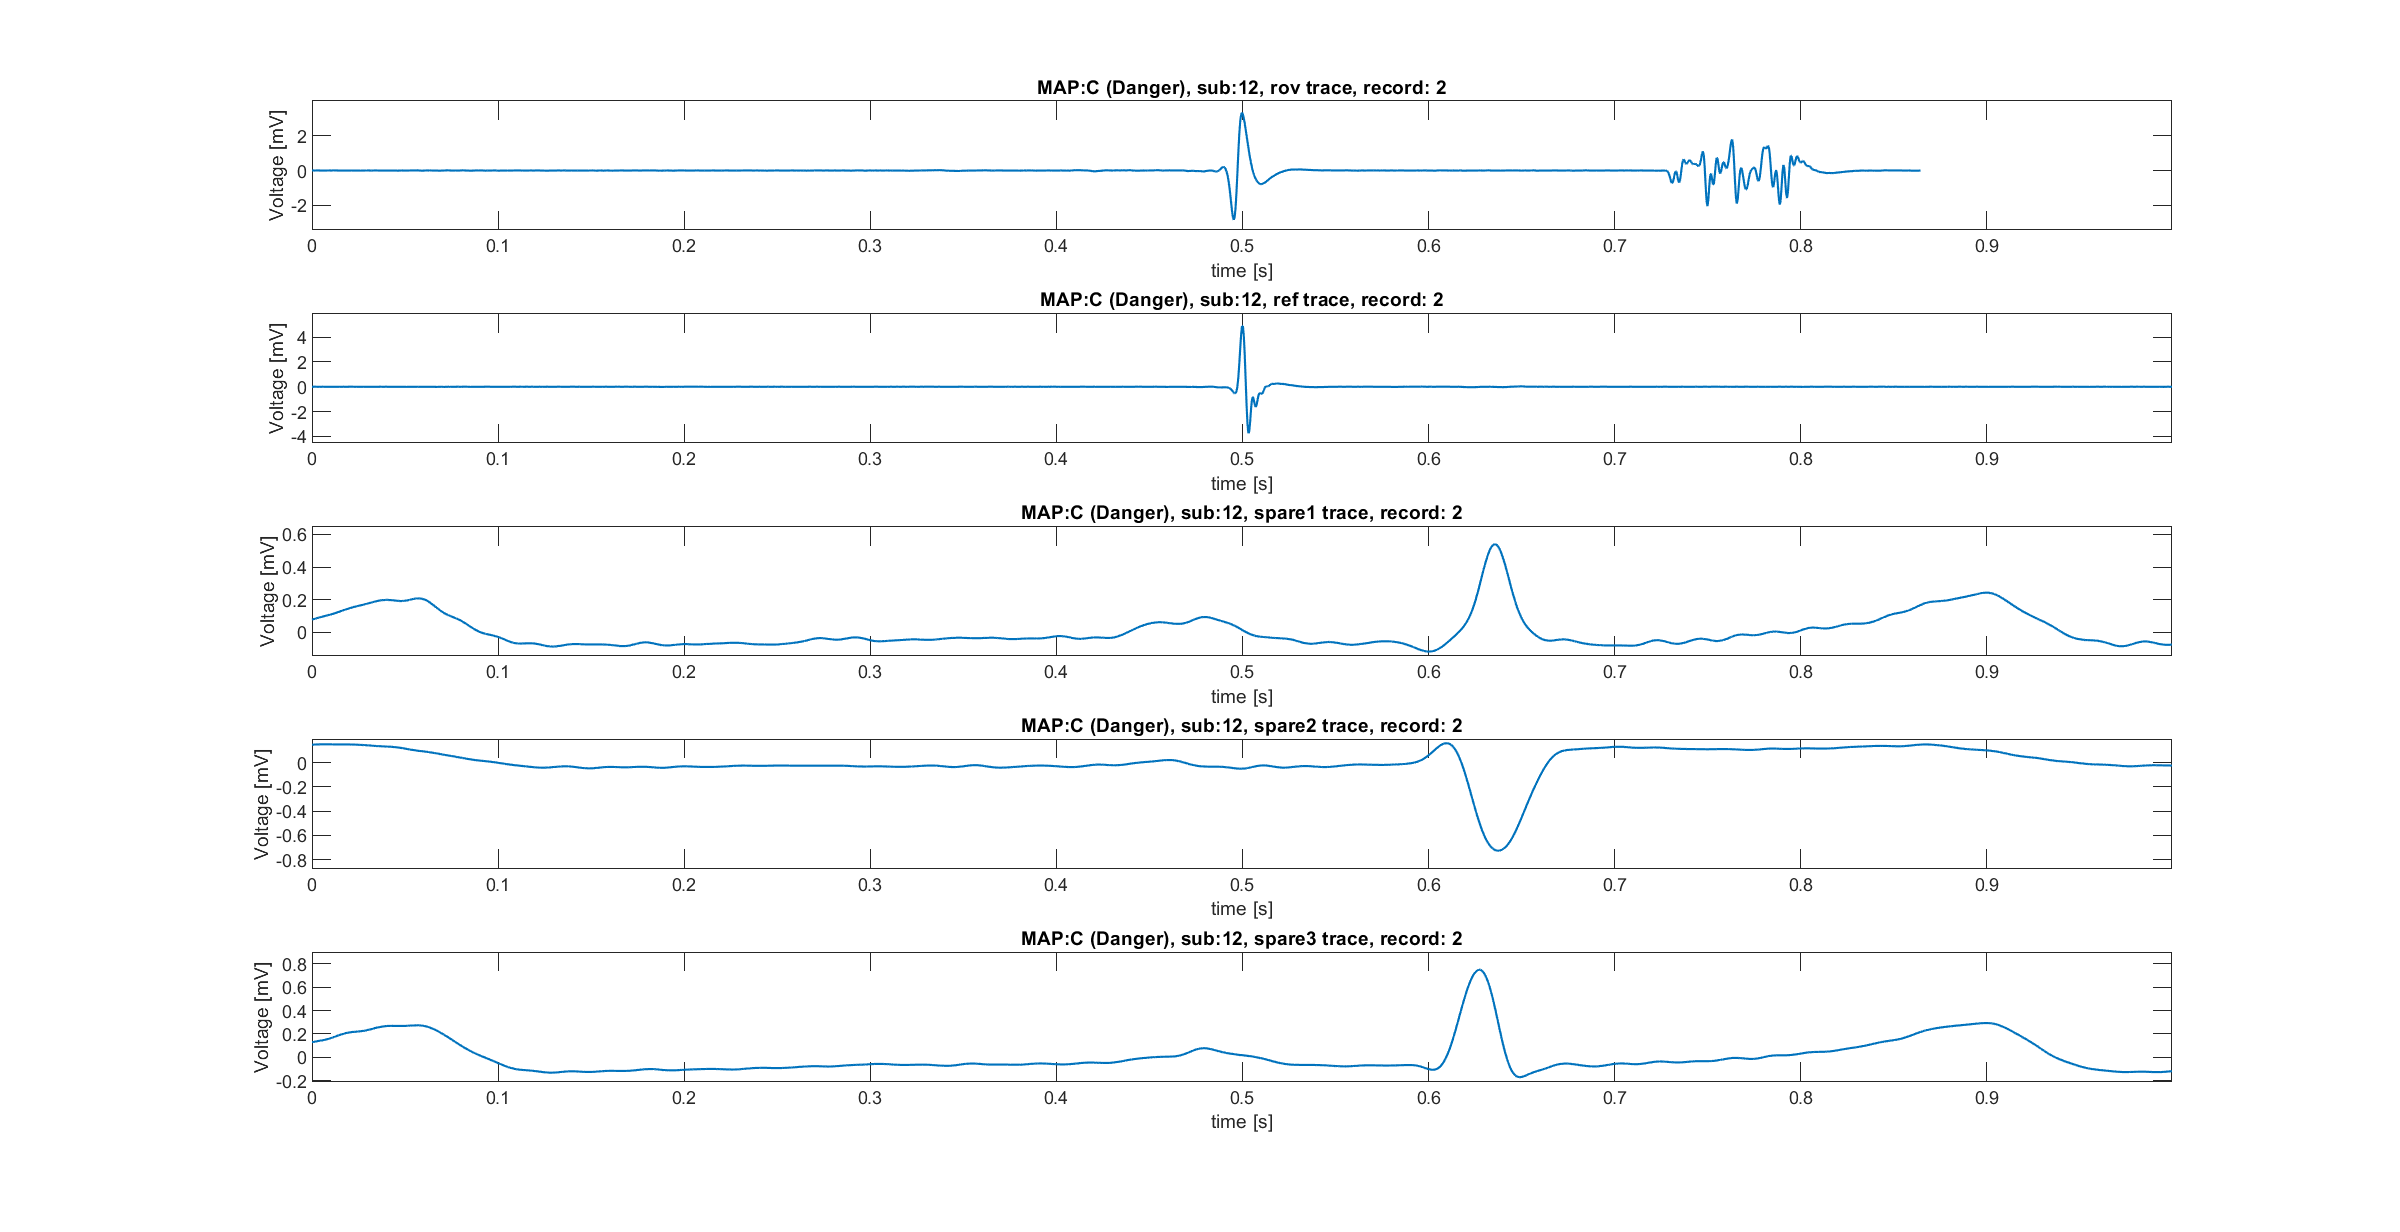 MAP:C (Danger), sub:12, rov trace, record: 2
Voltage [mV]
2
0
-2
0 0.1 0.2 0.3 0.4 0.5 0.6 0.7 0.8 0.9
time [s]
MAP:C (Danger), sub:12, ref trace, record: 2
Voltage [mV]
4
2
0
-2
-4
0 0.1 0.2 0.3 0.4 0.5 0.6 0.7 0.8 0.9
time [s]
MAP:C (Danger), sub:12, spare1 trace, record: 2
Voltage [mV]
0.6
0.4
0.2
0
0 0.1 0.2 0.3 0.4 0.5 0.6 0.7 0.8 0.9
time [s]
MAP:C (Danger), sub:12, spare2 trace, record: 2
Voltage [mV]
0
-0.2
-0.4
-0.6
-0.8
0 0.1 0.2 0.3 0.4 0.5 0.6 0.7 0.8 0.9
time [s]
MAP:C (Danger), sub:12, spare3 trace, record: 2
Voltage [mV]
0.8
0.6
0.4
0.2
0
-0.2
0 0.1 0.2 0.3 0.4 0.5 0.6 0.7 0.8 0.9
time [s]